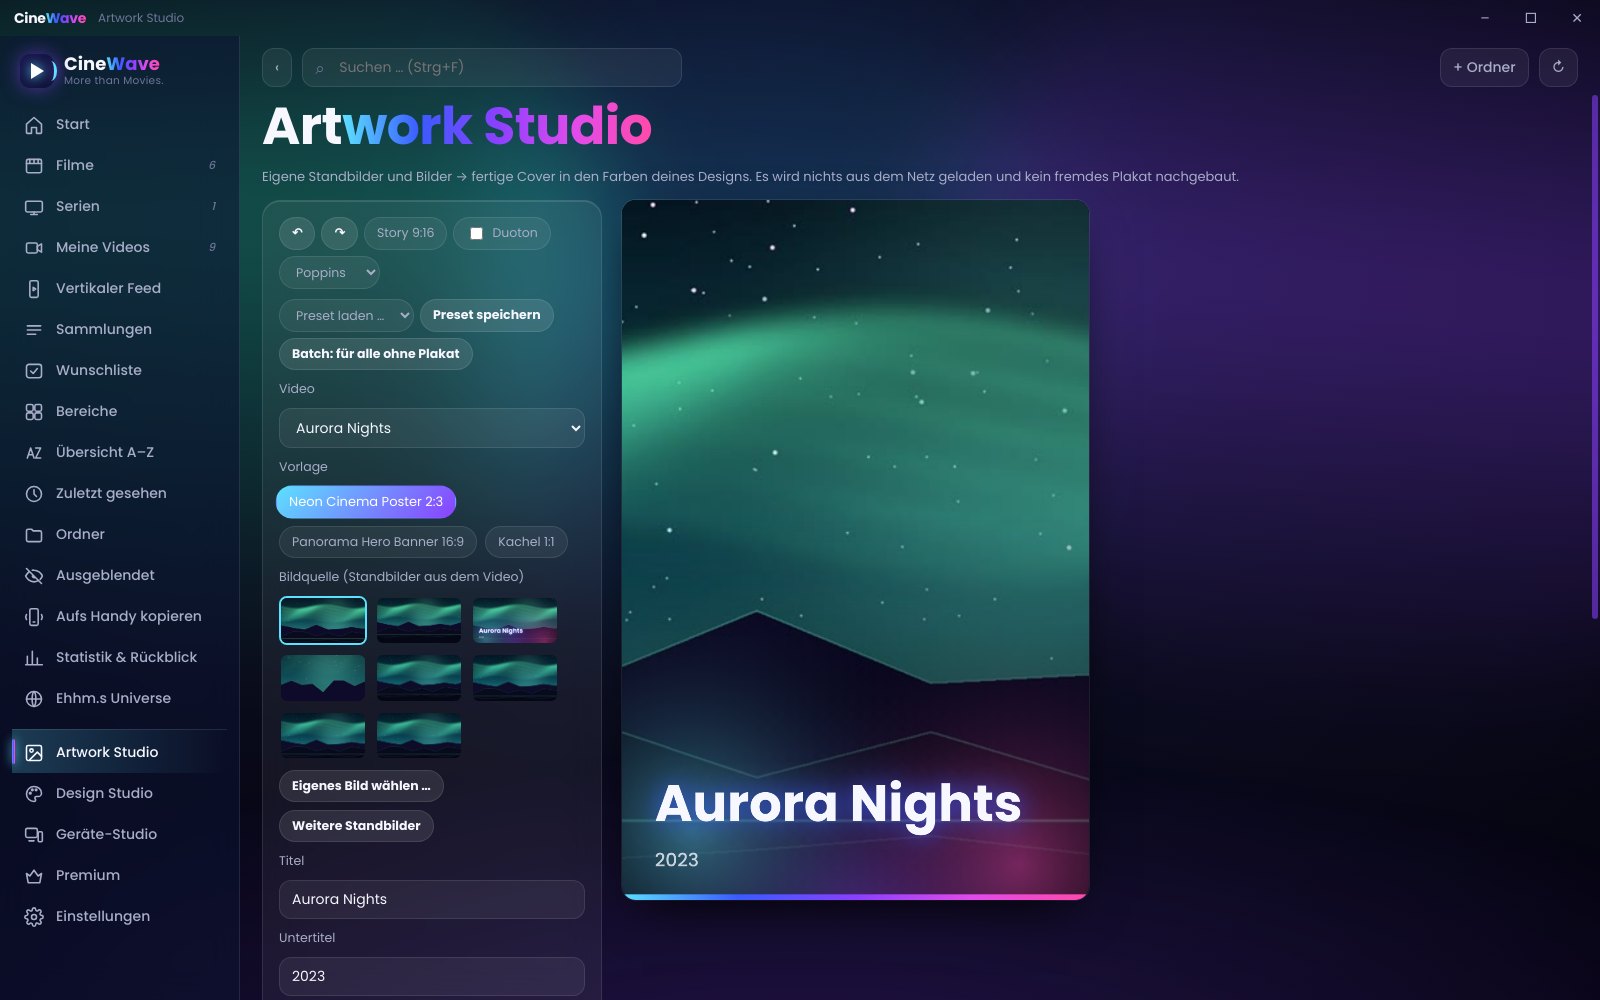 CineWave Artwork Studio
CineWave
More than Movies.
Start
Filme 6
Serien 1
Meine Videos 9
Vertikaler Feed
Sammlungen
Wunschliste
Bereiche
AZ Übersicht A–Z
Zuletzt gesehen
Ordner
Ausgeblendet
Aufs Handy kopieren
Statistik & Rückblick
Ehhm.s Universe
Artwork Studio
Design Studio
Geräte-Studio
Premium
Einstellungen
Suchen … (Strg+F)
+ Ordner
Artwork Studio
Eigene Standbilder und Bilder → fertige Cover in den Farben deines Designs. Es wird nichts aus dem Netz geladen und kein fremdes Plakat nachgebaut.
Story 9:16
Duoton
Poppins
Preset laden …
Preset speichern
Batch: für alle ohne Plakat
Video
Aurora Nights
Vorlage
Neon Cinema Poster 2:3
Panorama Hero Banner 16:9
Kachel 1:1
Bildquelle (Standbilder aus dem Video)
Aurora Nights
Eigenes Bild wählen …
Weitere Standbilder
Titel
Aurora Nights
Untertitel
2023
Aurora Nights
2023